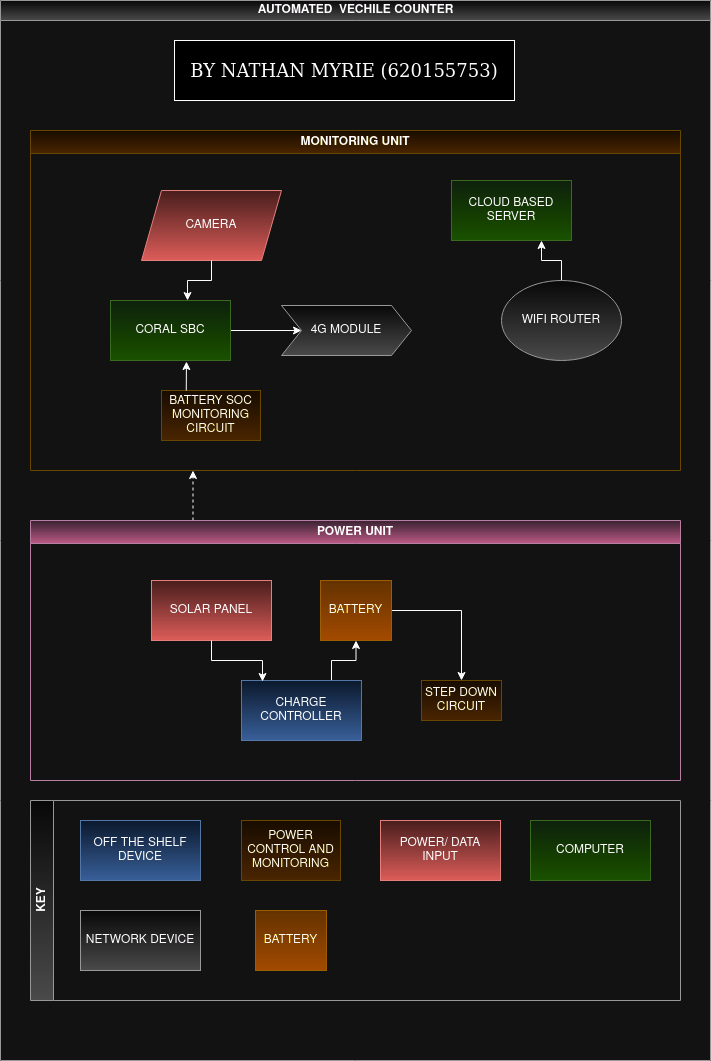 AUTOMATED VECHILE COUNTER
BY NATHAN MYRIE (620155753)
MONITORING UNIT
CAMERA
CLOUD BASED
SERVER
CORAL SBC
4G MODULE
WIFI ROUTER
BATTERY SOC
MONITORING
CIRCUIT
POWER UNIT
SOLAR PANEL
BATTERY
CHARGE
CONTROLLER
STEP DOWN
CIRCUIT
KEY
OFF THE SHELF
DEVICE
POWER
CONTROL AND
MONITORING
POWER/ DATA
INPUT
COMPUTER
NETWORK DEVICE
BATTERY